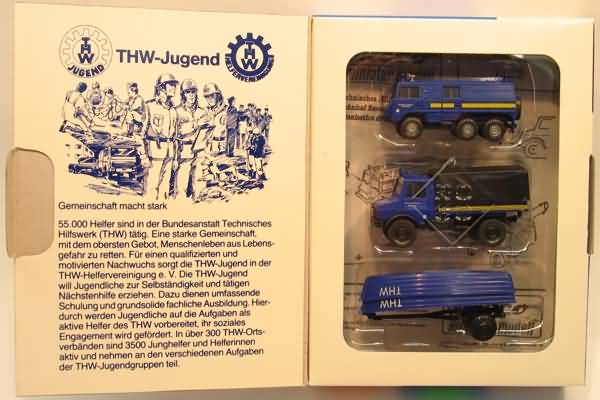 THW
JUGEND
THW-Jugend
THW
Gemeinschaft macht stark
55.000 Helfer sind in der Bundesanstalt Technisches
Hilfswerk (THW) tätig. Eine starke Gemeinschaft,
mit dem obersten Gebot, Menschenleben aus Lebens-
gefahr zu retten. Für einen qualifizierten und
motivierten Nachwuchs sorgt die THW-Jugend in der
THW-Helfervereinigung e. V. Die THW-Jugend
will Jugendliche zur Selbständigkeit und tätigen
Nächstenhilfe erziehen. Dazu dienen umfassende
Schulung und grundsolide fachliche Ausbildung. Hier-
durch werden Jugendliche auf die Aufgaben als
aktive Helfer des THW vorbereitet, ihr soziales
Engagement wird gefördert. In über 300 THW-Orts-
verbänden sind 3500 Junghelfer und Helferinnen
aktiv und nehmen an den verschiedenen Aufgaben
der THW-Jugendgruppen teil.
THW
THW